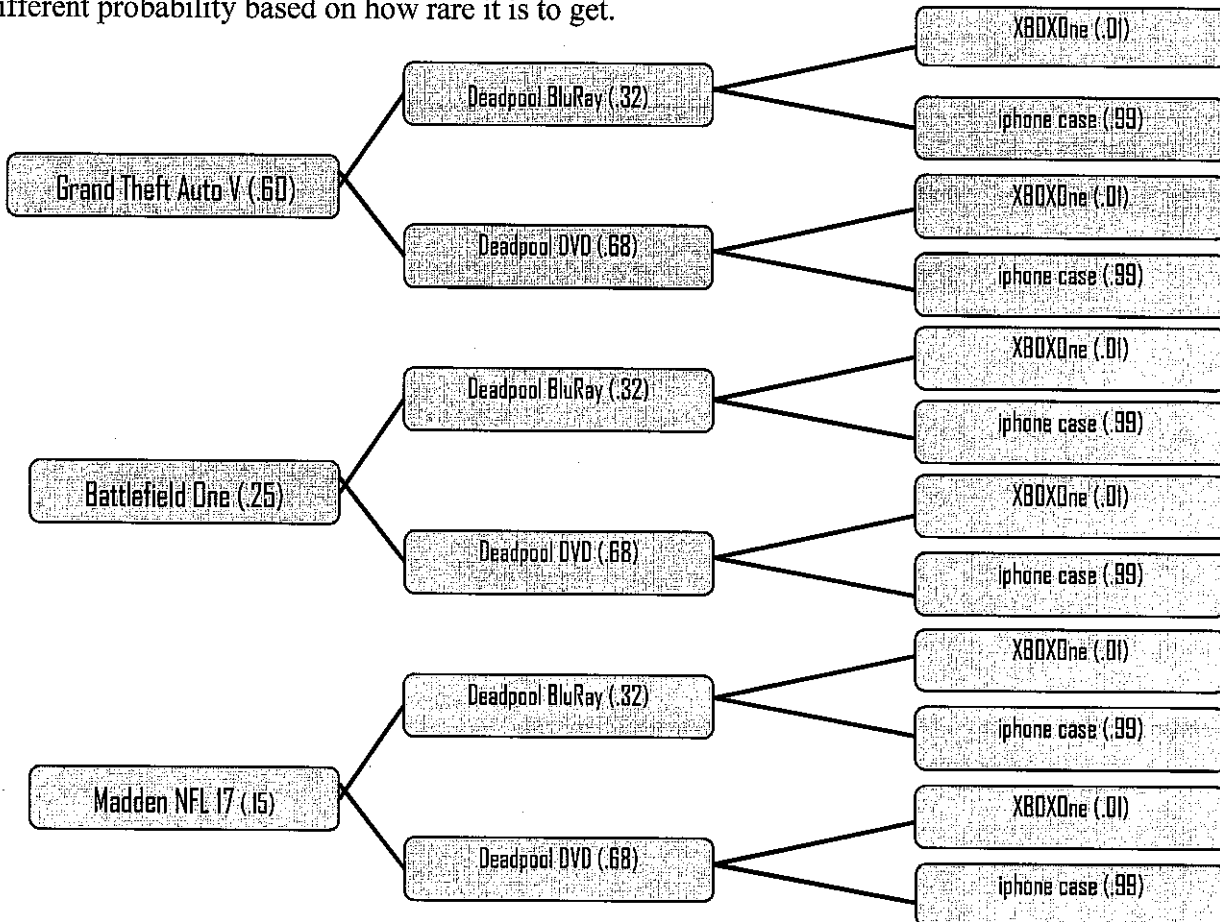 ifferent probability based on how rare it is to get.
XBOXOne (.01)
Deadpool BluRay (.32)
iphone case (.99)
Grand Theft Auto V (.60)
XBOXOne (.01)
Deadpool DVD (.68)
iphone case (.99)
XBOXOne (.01)
Deadpool BluRay (.32)
iphone case (.99)
Battlefield One (.25)
XBOXOne (.01)
Deadpool DVD (.68)
iphone case (.99)
XBOXOne (.01)
Deadpool BluRay (.32)
iphone case (.99)
Madden NFL 17 (.15)
XBOXOne (.01)
Deadpool DVD (.68)
iphone case (.99)